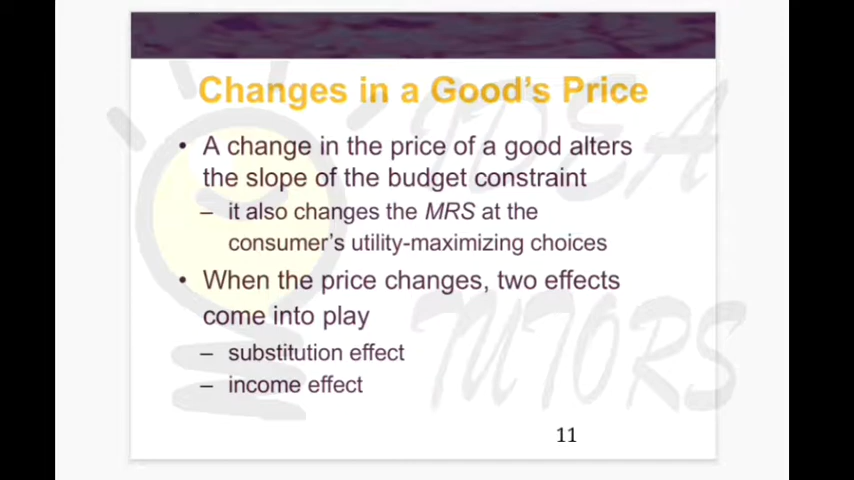 Changes in a Good's Price
• A change in the price of a good alters
the slope of the budget constraint
– it also changes the MRS at the
consumer's utility-maximizing choices
• When the price changes, two effects
come into play
– substitution effect
– income effect
IDEA
TUTORS
11